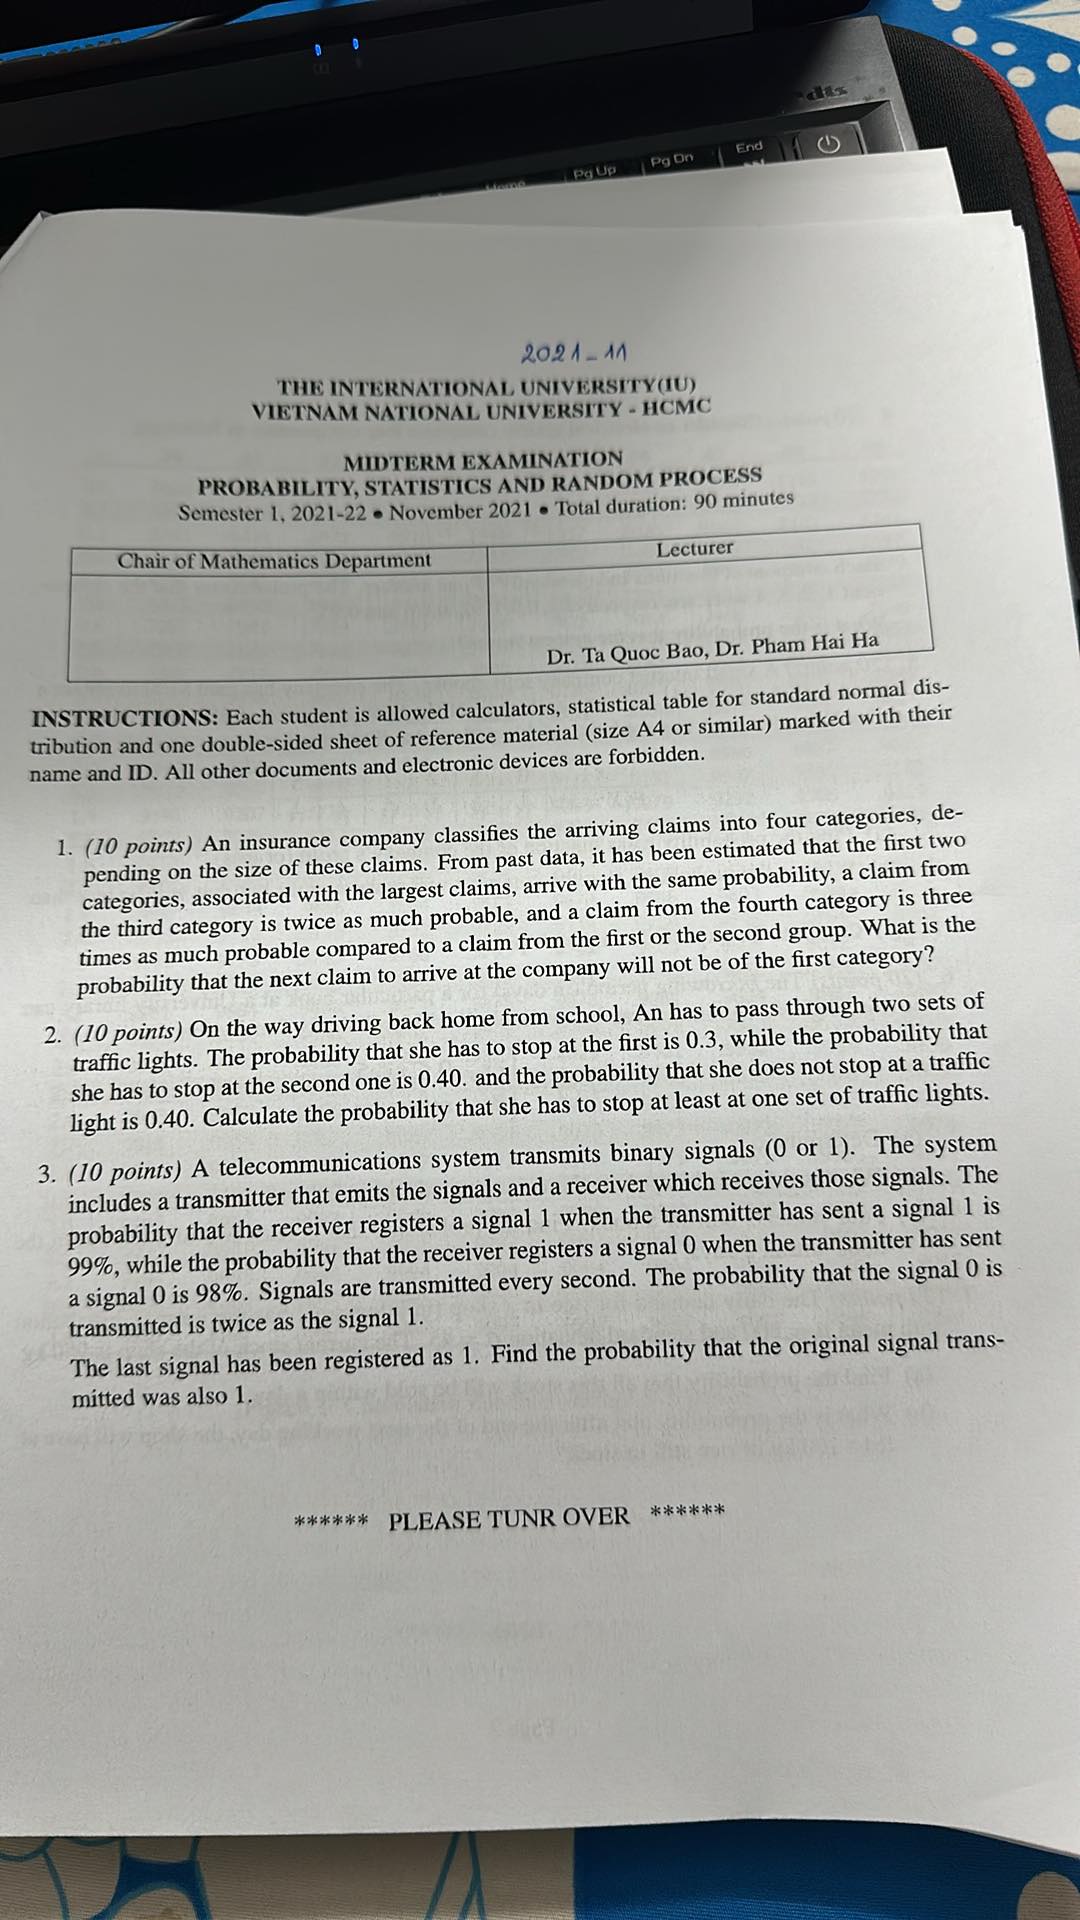 dts
Home
Pg Up
Pg Dn
End
2021-11
THE INTERNATIONAL UNIVERSITY(IU)
VIETNAM NATIONAL UNIVERSITY - HCMC
MIDTERM EXAMINATION
PROBABILITY, STATISTICS AND RANDOM PROCESS
Semester 1, 2021-22 • November 2021 • Total duration: 90 minutes
Chair of Mathematics Department
Lecturer
Dr. Ta Quoc Bao, Dr. Pham Hai Ha
INSTRUCTIONS: Each student is allowed calculators, statistical table for standard normal dis-
tribution and one double-sided sheet of reference material (size A4 or similar) marked with their
name and ID. All other documents and electronic devices are forbidden.
1. (10 points) An insurance company classifies the arriving claims into four categories, de-
pending on the size of these claims. From past data, it has been estimated that the first two
categories, associated with the largest claims, arrive with the same probability, a claim from
the third category is twice as much probable, and a claim from the fourth category is three
times as much probable compared to a claim from the first or the second group. What is the
probability that the next claim to arrive at the company will not be of the first category?
2. (10 points) On the way driving back home from school, An has to pass through two sets of
traffic lights. The probability that she has to stop at the first is 0.3, while the probability that
she has to stop at the second one is 0.40. and the probability that she does not stop at a traffic
light is 0.40. Calculate the probability that she has to stop at least at one set of traffic lights.
3. (10 points) A telecommunications system transmits binary signals (0 or 1). The system
includes a transmitter that emits the signals and a receiver which receives those signals. The
probability that the receiver registers a signal 1 when the transmitter has sent a signal 1 is
99%, while the probability that the receiver registers a signal 0 when the transmitter has sent
a signal 0 is 98%. Signals are transmitted every second. The probability that the signal 0 is
transmitted is twice as the signal 1.
The last signal has been registered as 1. Find the probability that the original signal trans-
mitted was also 1.
****** PLEASE TUNR OVER ******